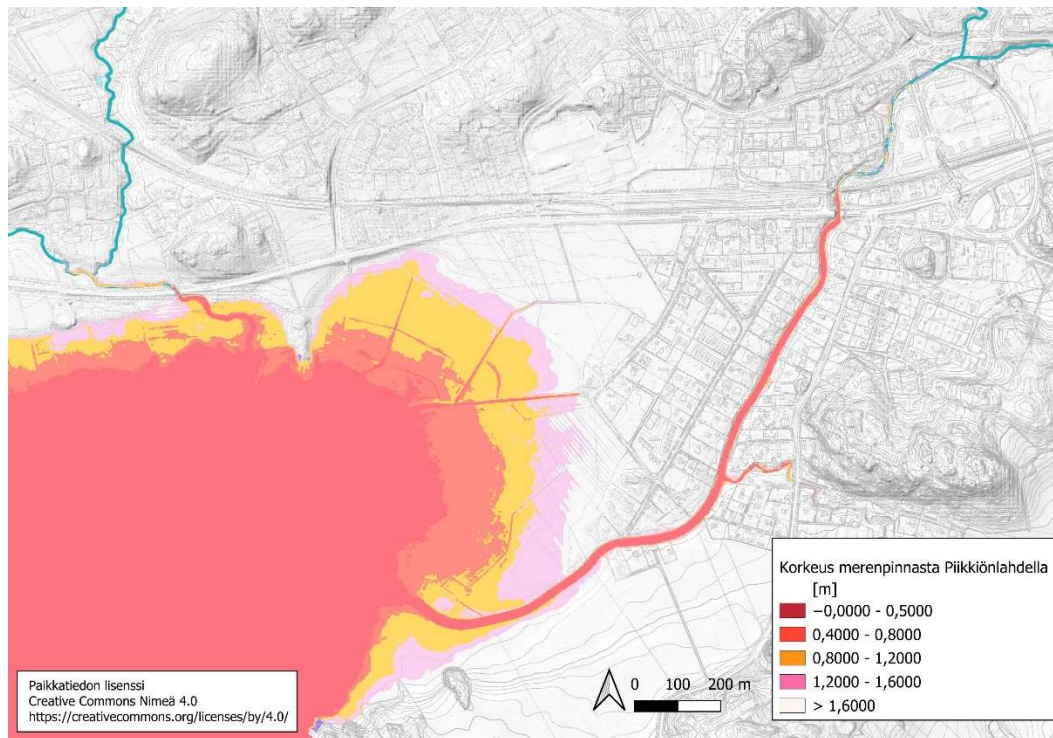 Korkeus merenpinnasta Piikkiönlahdella
[m]
−0,0000 - 0,5000
0,4000 - 0,8000
0,8000 - 1,2000
1,2000 - 1,6000
> 1,6000
0 100 200 m
Paikkatiedon lisenssi
Creative Commons Nimeä 4.0
https://creativecommons.org/licenses/by/4.0/